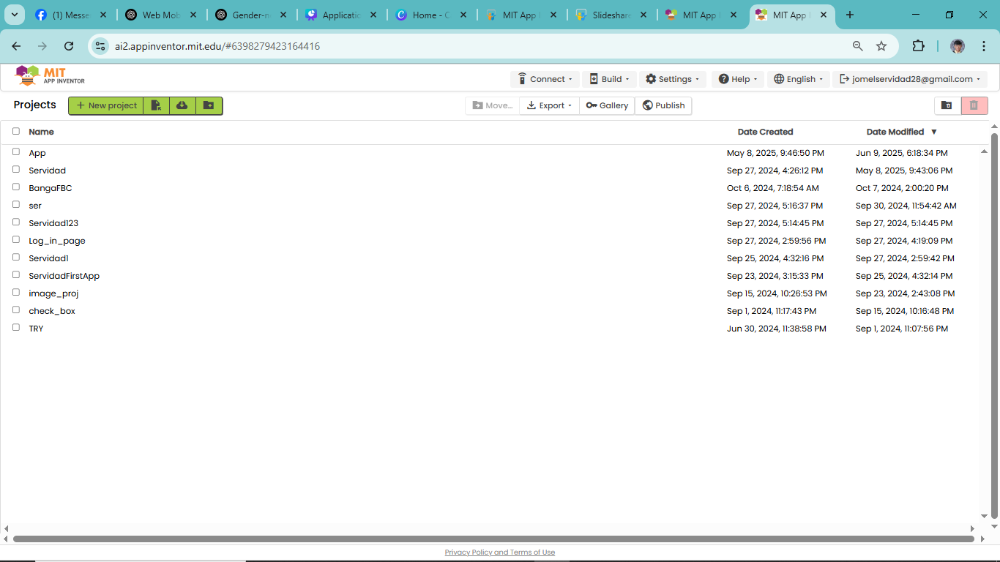 (1) Messe
Web Mob
Gender-n
Applicatio
Home - C
MIT App I
Slideshare
MIT App I
MIT App I
ai2.appinventor.mit.edu/#6398279423164416
MIT
APP INVENTOR
Connect
Build
Settings
Help
English
jomelservidad28@gmail.com
Projects
New project
Move...
Export
Gallery
Publish
Name Date Created Date Modified ▼
App May 8, 2025, 9:46:50 PM Jun 9, 2025, 6:18:34 PM
Servidad Sep 27, 2024, 4:26:12 PM May 8, 2025, 9:43:06 PM
BangaFBC Oct 6, 2024, 7:18:54 AM Oct 7, 2024, 2:00:20 PM
ser Sep 27, 2024, 5:16:37 PM Sep 30, 2024, 11:54:42 AM
Servidad123 Sep 27, 2024, 5:14:45 PM Sep 27, 2024, 5:14:45 PM
Log_in_page Sep 27, 2024, 2:59:56 PM Sep 27, 2024, 4:19:09 PM
Servidad1 Sep 25, 2024, 4:32:16 PM Sep 27, 2024, 2:59:42 PM
ServidadFirstApp Sep 23, 2024, 3:15:33 PM Sep 25, 2024, 4:32:14 PM
image_proj Sep 15, 2024, 10:26:53 PM Sep 23, 2024, 2:43:08 PM
check_box Sep 1, 2024, 11:17:43 PM Sep 15, 2024, 10:16:48 PM
TRY Jun 30, 2024, 11:38:58 PM Sep 1, 2024, 11:07:56 PM
Privacy Policy and Terms of Use